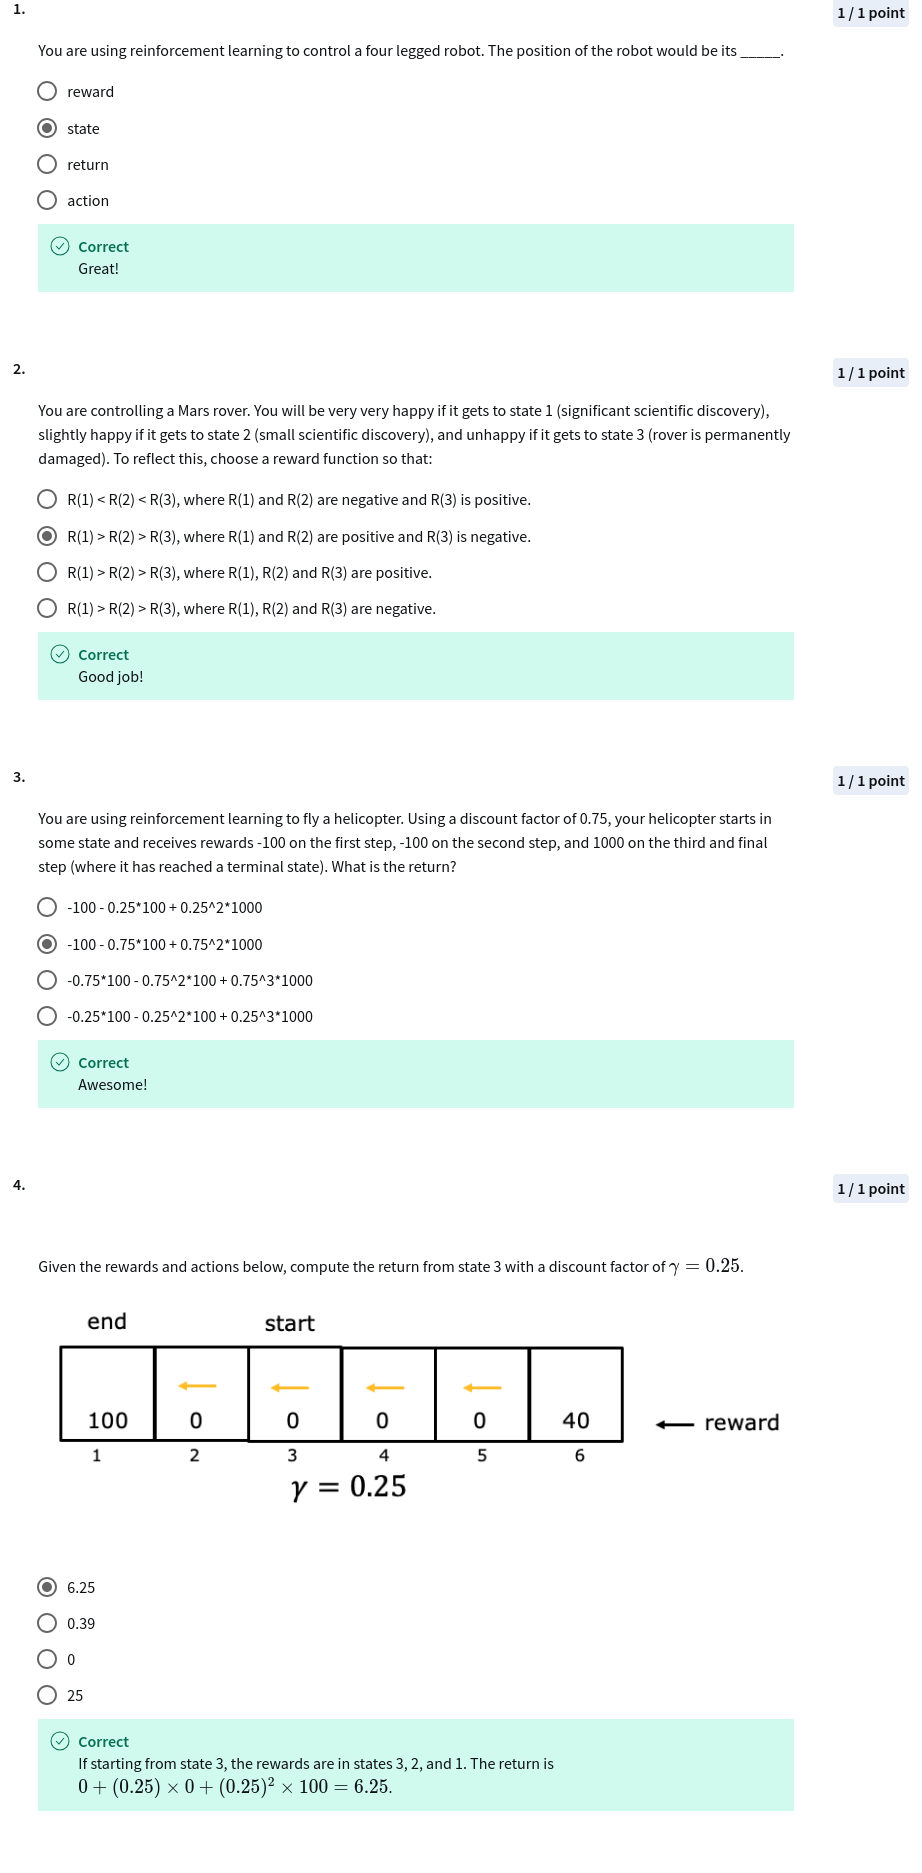 1.
1 / 1 point
You are using reinforcement learning to control a four legged robot. The position of the robot would be its _____.
reward
state
return
action
Correct
Great!
2.
1 / 1 point
You are controlling a Mars rover. You will be very very happy if it gets to state 1 (significant scientific discovery),
slightly happy if it gets to state 2 (small scientific discovery), and unhappy if it gets to state 3 (rover is permanently
damaged). To reflect this, choose a reward function so that:
R(1) < R(2) < R(3), where R(1) and R(2) are negative and R(3) is positive.
R(1) > R(2) > R(3), where R(1) and R(2) are positive and R(3) is negative.
R(1) > R(2) > R(3), where R(1), R(2) and R(3) are positive.
R(1) > R(2) > R(3), where R(1), R(2) and R(3) are negative.
Correct
Good job!
3.
1 / 1 point
You are using reinforcement learning to fly a helicopter. Using a discount factor of 0.75, your helicopter starts in
some state and receives rewards -100 on the first step, -100 on the second step, and 1000 on the third and final
step (where it has reached a terminal state). What is the return?
-100 - 0.25*100 + 0.25^2*1000
-100 - 0.75*100 + 0.75^2*1000
-0.75*100 - 0.75^2*100 + 0.75^3*1000
-0.25*100 - 0.25^2*100 + 0.25^3*1000
Correct
Awesome!
4.
1 / 1 point
Given the rewards and actions below, compute the return from state 3 with a discount factor of γ = 0.25.
end start
← ← ← ←
100 0 0 0 0 40 ← reward
1 2 3 4 5 6
γ = 0.25
6.25
0.39
0
25
Correct
If starting from state 3, the rewards are in states 3, 2, and 1. The return is
0 + (0.25) × 0 + (0.25)² × 100 = 6.25.